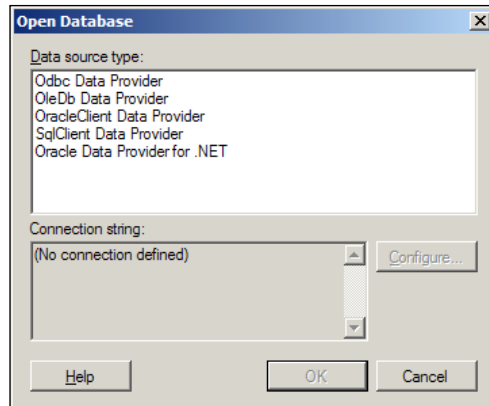 Open Database
Data source type:
Odbc Data Provider
OleDb Data Provider
OracleClient Data Provider
SqlClient Data Provider
Oracle Data Provider for .NET
Connection string:
(No connection defined)
Configure...
Help
OK
Cancel